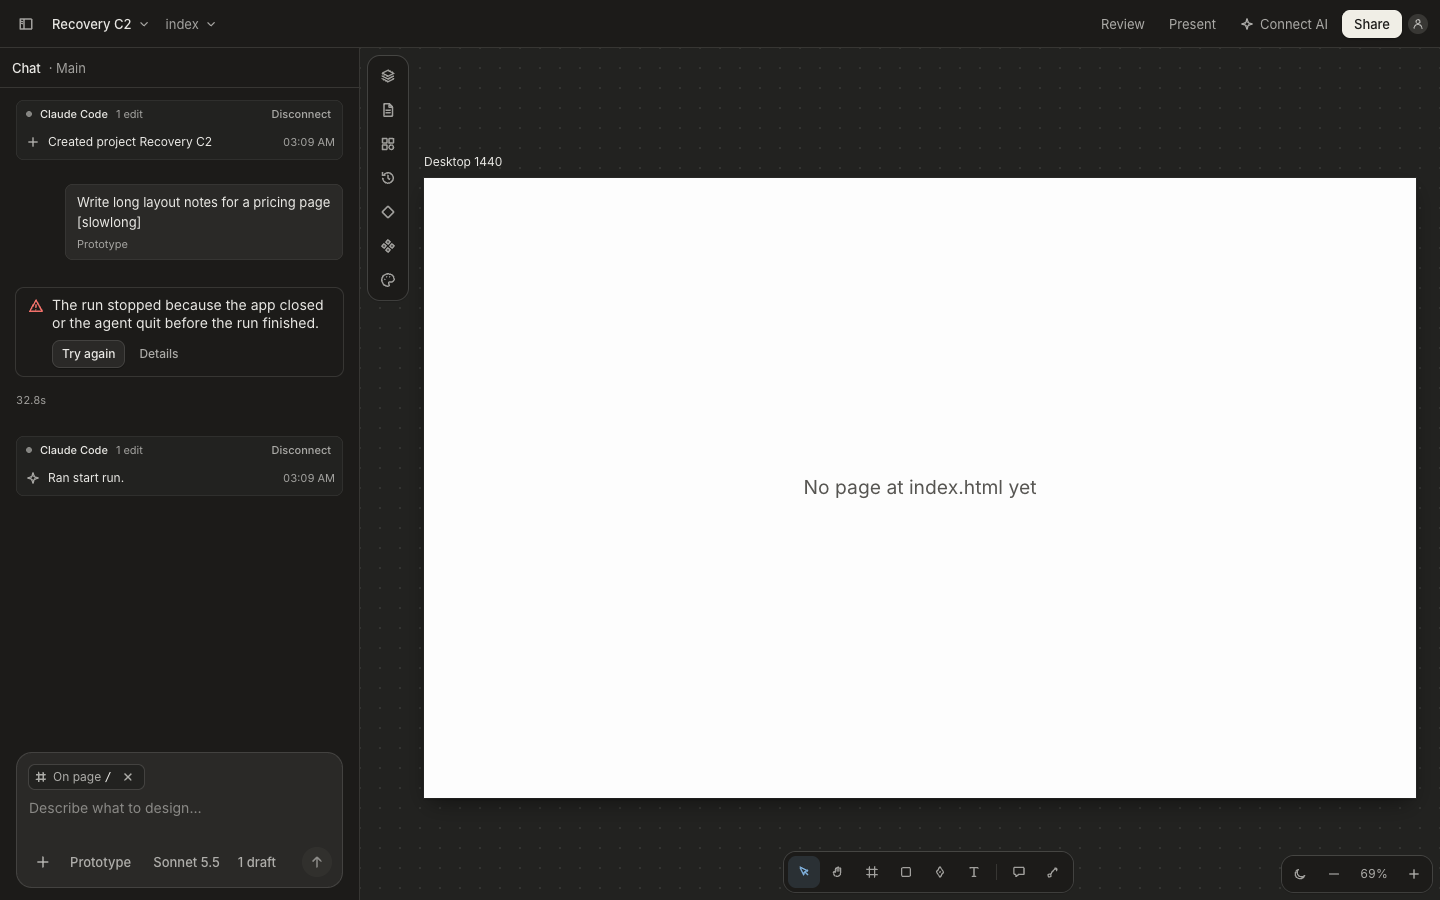 Recovery C2
index
Review
Present
Connect AI
Share
Chat · Main
Claude Code 1 edit Disconnect
Created project Recovery C2 03:09 AM
Write long layout notes for a pricing page
[slowlong]
Prototype
The run stopped because the app closed
or the agent quit before the run finished.
Try again Details
32.8s
Claude Code 1 edit Disconnect
Ran start run. 03:09 AM
Desktop 1440
No page at index.html yet
On page /
Describe what to design...
Prototype Sonnet 5.5 1 draft
69%